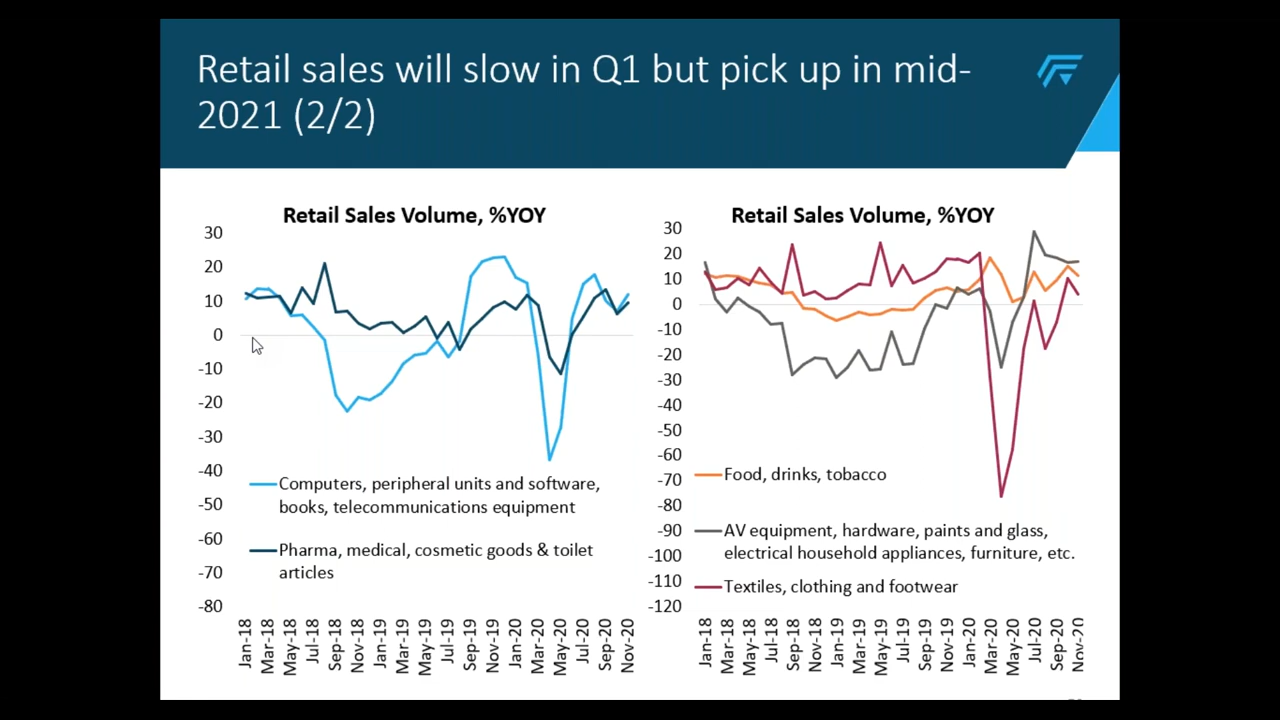 Retail sales will slow in Q1 but pick up in mid-
2021 (2/2)
Retail Sales Volume, %YOY
30
20
10
0
-10
-20
-30
-40
-50
-60
-70
-80
Computers, peripheral units and software,
books, telecommunications equipment
Pharma, medical, cosmetic goods & toilet
articles
Jan-18
Mar-18
May-18
Jul-18
Sep-18
Nov-18
Jan-19
Mar-19
May-19
Jul-19
Sep-19
Nov-19
Jan-20
Mar-20
May-20
Jul-20
Sep-20
Nov-20
Retail Sales Volume, %YOY
30
20
10
0
-10
-20
-30
-40
-50
-60
-70
-80
-90
-100
-110
-120
Food, drinks, tobacco
AV equipment, hardware, paints and glass,
electrical household appliances, furniture, etc.
Textiles, clothing and footwear
Jan-18
Mar-18
May-18
Jul-18
Sep-18
Nov-18
Jan-19
Mar-19
May-19
Jul-19
Sep-19
Nov-19
Jan-20
Mar-20
May-20
Jul-20
Sep-20
Nov-20